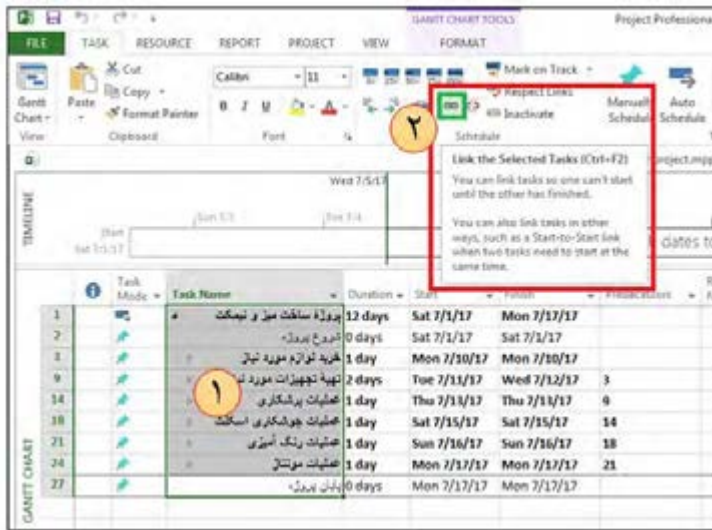 GANTT CHART TOOLS Project Professiona
FILE TASK RESOURCE REPORT PROJECT VIEW FORMAT
Gantt Chart
View
Paste
Cut
Copy
Format Painter
Clipboard
Calibri 11
B I U A
Font
Mark on Track
Respect Links
Inactivate
Schedule
Manually Schedule
Auto Schedule
۲
Link the Selected Tasks (Ctrl+F2)
You can link tasks so one can't start
until the other has finished.
You can also link tasks in other
ways, such as a Start-to-Start link
when two tasks need to start at the
same time.
project.mpp
TIMELINE
Wed 7/5/17
Start
Sat 7/1/17
dates to
GANTT CHART
Task Mode Task Name Duration Start Finish Predecessors
1 پروژه ساخت میز و نیمکت 12 days Sat 7/1/17 Mon 7/17/17
2 شروع پروژه 0 days Sat 7/1/17 Sat 7/1/17
3 خرید لوازم مورد نیاز 1 day Mon 7/10/17 Mon 7/10/17
9 تهیه تجهیزات مورد 2 days Tue 7/11/17 Wed 7/12/17 3
14 عملیات برشکاری 1 day Thu 7/13/17 Thu 7/13/17 9
18 عملیات جوشکاری اسکلت 1 day Sat 7/15/17 Sat 7/15/17 14
21 عملیات رنگ آمیزی 1 day Sun 7/16/17 Sun 7/16/17 18
24 عملیات مونتاژ 1 day Mon 7/17/17 Mon 7/17/17 21
27 پایان پروژه 0 days Mon 7/17/17 Mon 7/17/17
۱